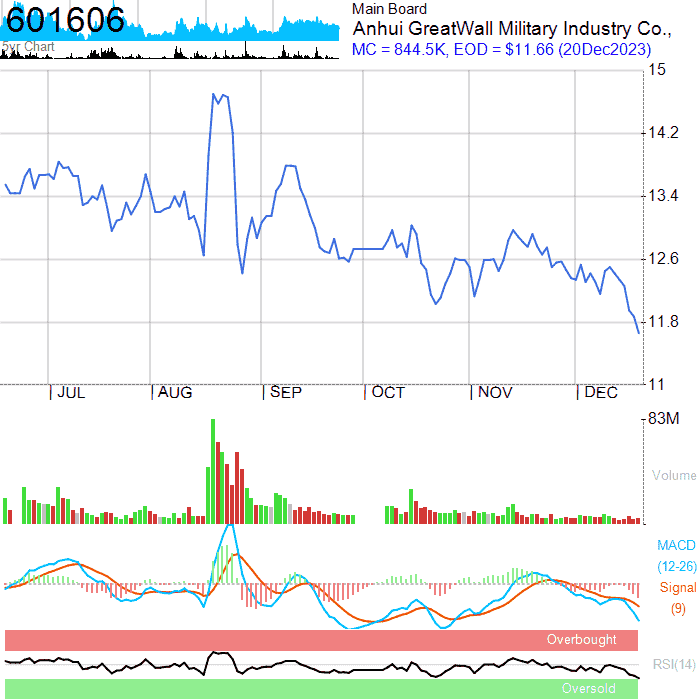 601606
5yr Chart
Main Board
Anhui GreatWall Military Industry Co.,
MC = 844.5K, EOD = $11.66 (20Dec2023)
15
14.2
13.4
12.6
11.8
11
JUL AUG SEP OCT NOV DEC
83M
Volume
MACD
(12-26)
Signal
(9)
Overbought
RSI(14)
Oversold